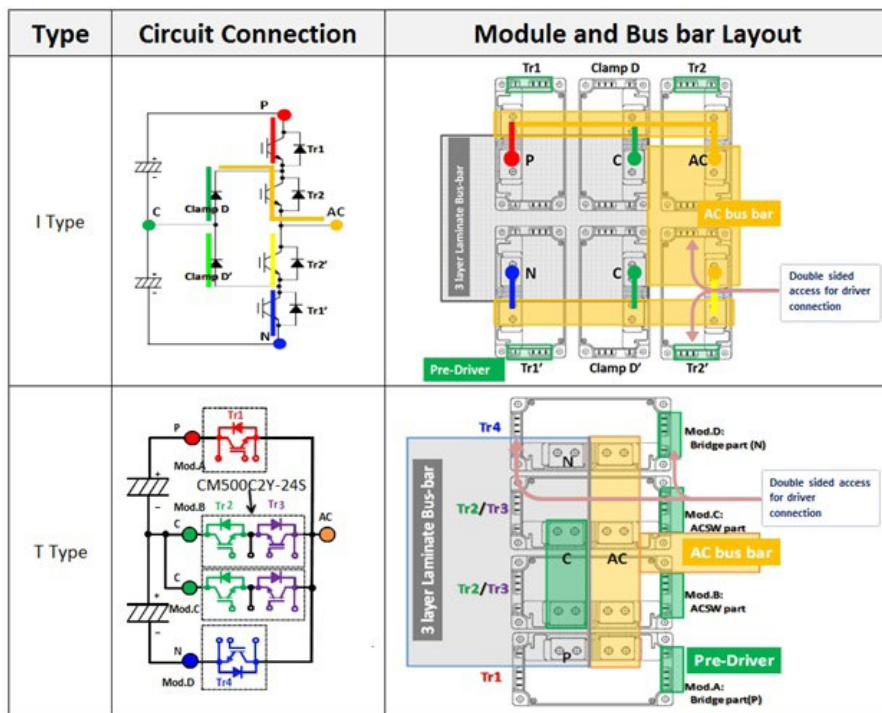 Type
Circuit Connection
Module and Bus bar Layout
I Type
P
Tr1
Tr2
C
Clamp D
AC
Clamp D'
Tr2'
Tr1'
N
Tr1
Clamp D
Tr2
3 layer Laminate Bus-bar
P
C
AC
AC bus bar
N
C
Double sided
access for driver
connection
Pre-Driver
Tr1'
Clamp D'
Tr2'
T Type
P
Tr1
Mod.A
CM500C2Y-24S
Mod.B
Tr2
Tr3
C
AC
C
Mod.C
N
Mod.D
Tr4
+
−
+
−
Tr4
N
Mod.D:
Bridge part (N)
3 layer Laminate Bus-bar
Tr2/Tr3
Mod.C:
ACSW part
Double sided access
for driver
connection
C
AC
AC bus bar
Tr2/Tr3
Mod.B:
ACSW part
P
Pre-Driver
Tr1
Mod.A:
Bridge part(P)